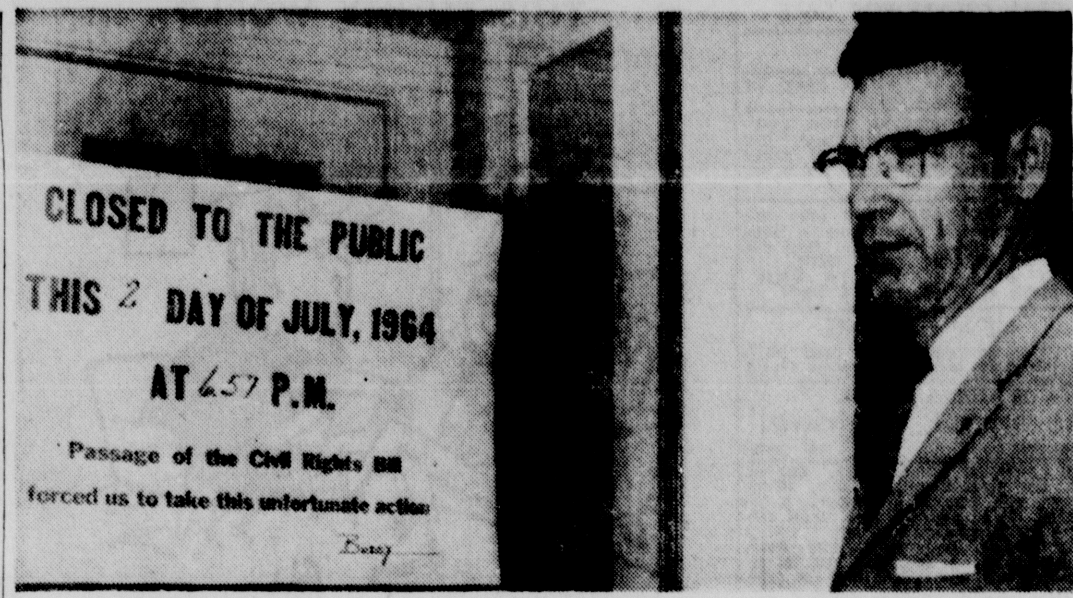 CLOSED TO THE PUBLIC
THIS 2 DAY OF JULY, 1964
AT 6:57 P.M.
Passage of the Civil Rights Bill
forced us to take this unfortunate action